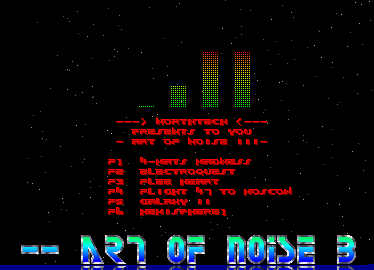 ---> NORTHTECH <---
PRESENTS TO YOU
- ART OF NOISE III-
F1 4-MATS MADNESS
F2 ELECTROQUEST
F3 FLEE HEART
F4 FLIGHT 47 TO MOSCOW
F5 GALAXY II
F6 HEMISPHERE1
-- ART OF NOISE 3